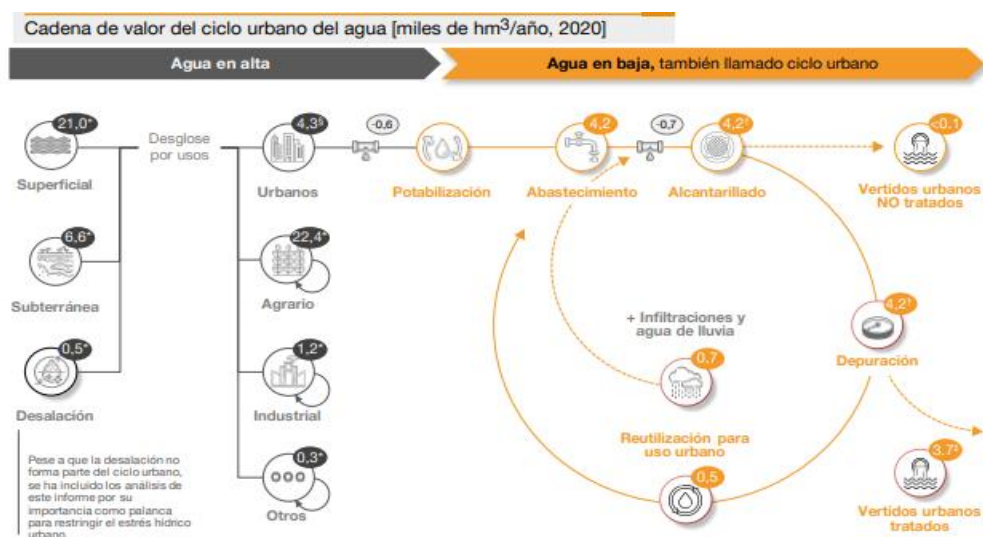 Cadena de valor del ciclo urbano del agua [miles de hm³/año, 2020]
Agua en alta
Agua en baja, también llamado ciclo urbano
21,0*
Superficial
6,6*
Subterránea
0,5*
Desalación
Desglose
por usos
4,3§
Urbanos
22,4*
Agrario
1,2*
Industrial
0,3*
Otros
-0,6
Potabilización
4,2
Abastecimiento
-0,7
4,2†
Alcantarillado
<0,1
Vertidos urbanos
NO tratados
+ Infiltraciones y
agua de lluvia
0,7
4,2†
Depuración
Reutilización para
uso urbano
0,5
Vertidos urbanos
tratados
Pese a que la desalación no
forma parte del ciclo urbano,
se ha incluido los análisis de
este informe por su
importancia como palanca
para restringir el estrés hídrico
urbano